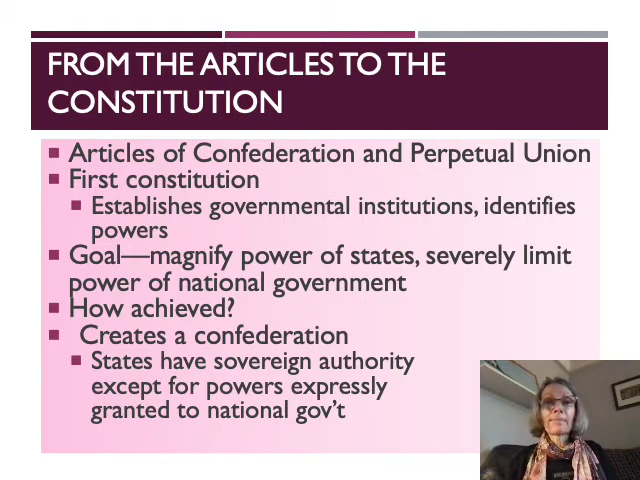 FROM THE ARTICLES TO THE
CONSTITUTION
Articles of Confederation and Perpetual Union
First constitution
Establishes governmental institutions, identifies
powers
Goal—magnify power of states, severely limit
power of national government
How achieved?
Creates a confederation
States have sovereign authority
except for powers expressly
granted to national gov't